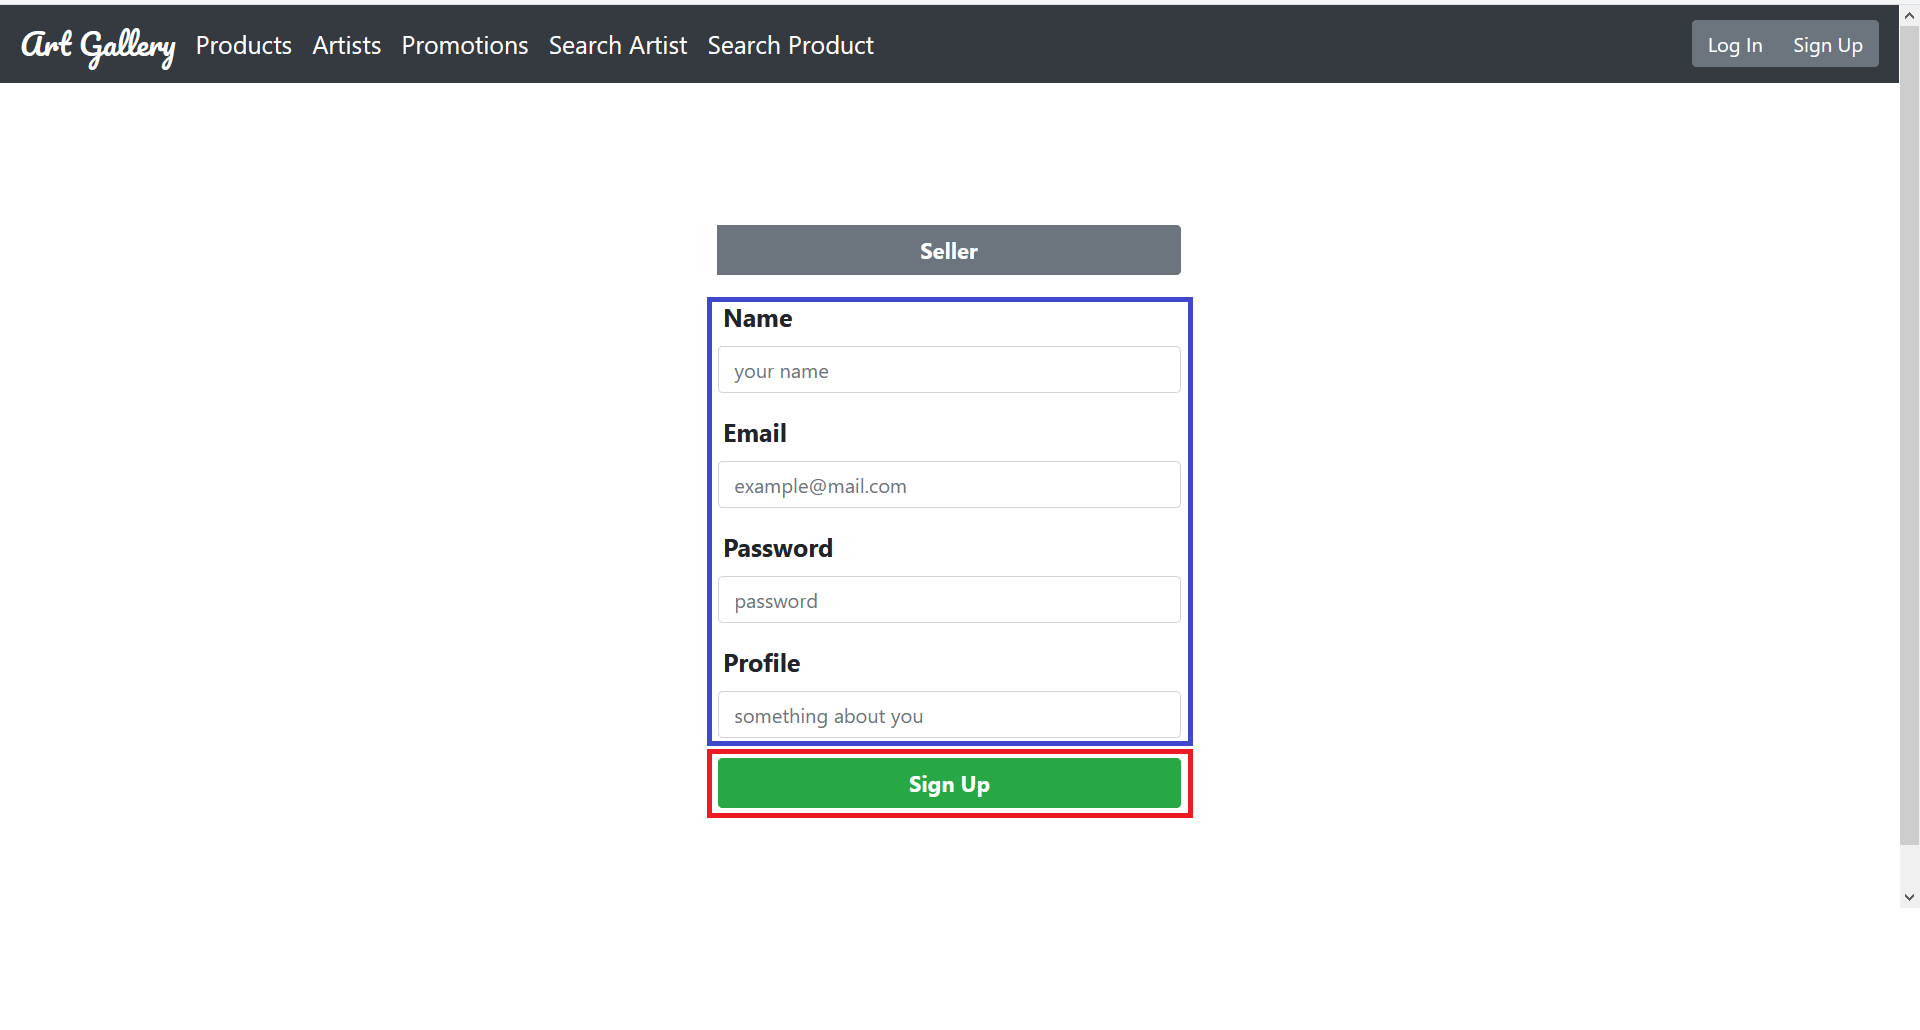 Art Gallery Products Artists Promotions Search Artist Search Product Log In Sign Up
Seller
Name
your name
Email
example@mail.com
Password
password
Profile
something about you
Sign Up